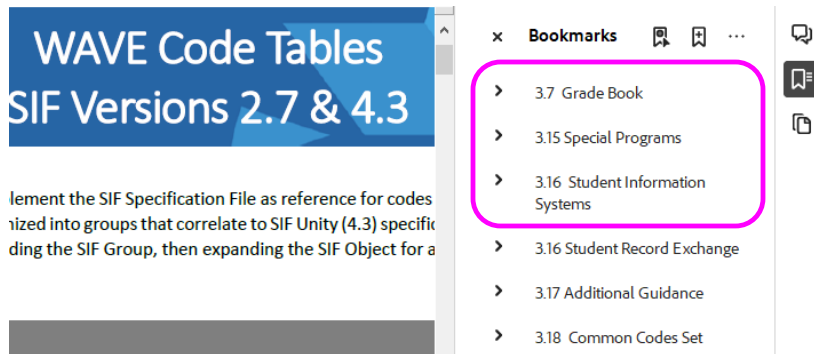 WAVE Code Tables
SIF Versions 2.7 & 4.3
lement the SIF Specification File as reference for codes
nized into groups that correlate to SIF Unity (4.3) specific
ding the SIF Group, then expanding the SIF Object for a
Bookmarks
3.7 Grade Book
3.15 Special Programs
3.16 Student Information
Systems
3.16 Student Record Exchange
3.17 Additional Guidance
3.18 Common Codes Set